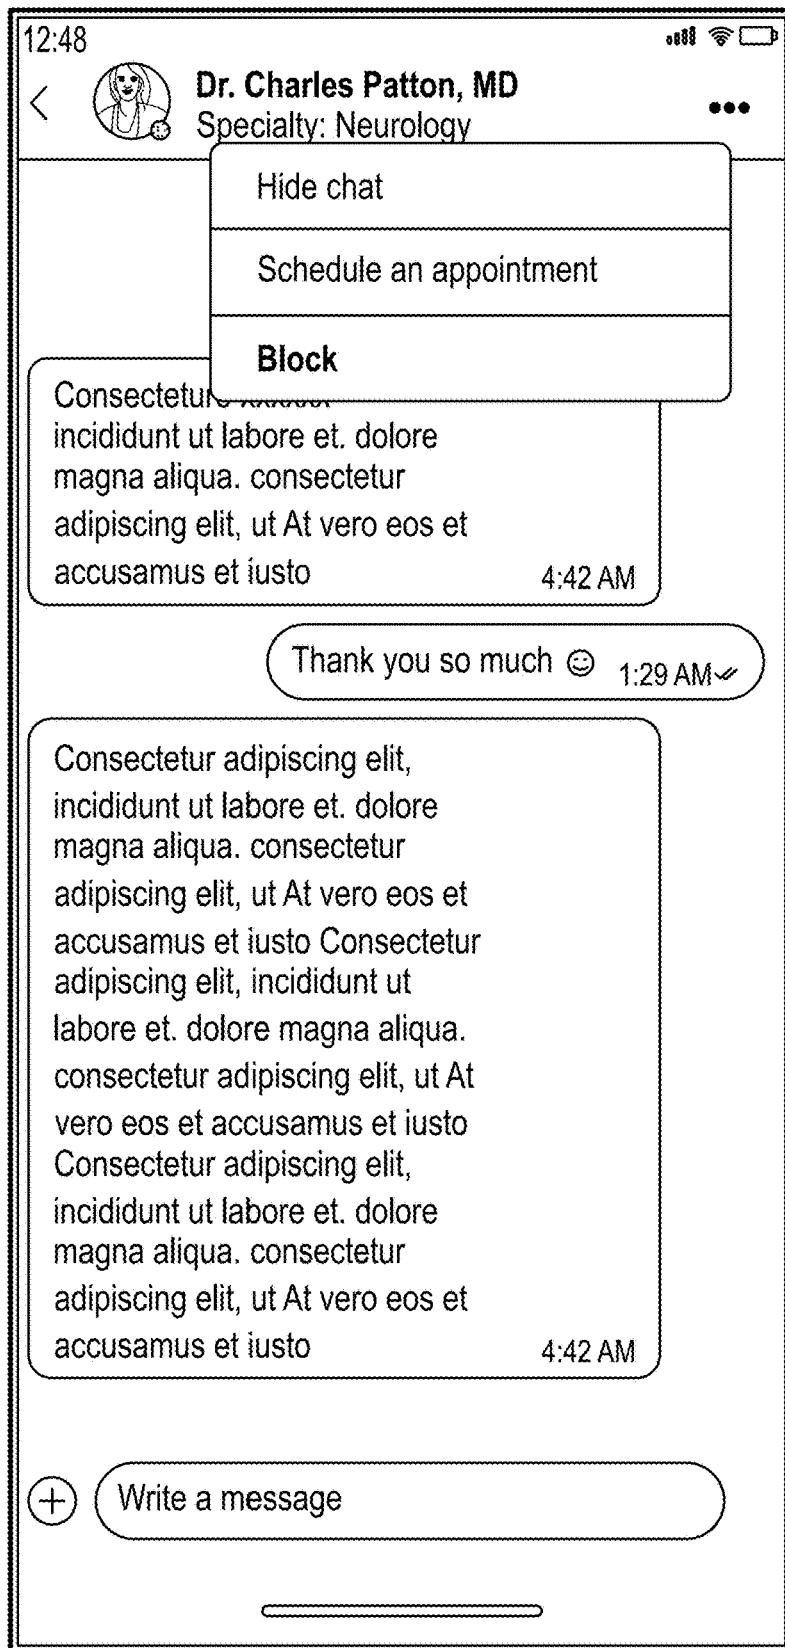 12:48
Dr. Charles Patton, MD
Specialty: Neurology
Hide chat
Schedule an appointment
Block
incididunt ut labore et. dolore
magna aliqua. consectetur
adipiscing elit, ut At vero eos et
accusamus et iusto 4:42 AM
Thank you so much ☺ 1:29 AM
Consectetur adipiscing elit,
incididunt ut labore et. dolore
magna aliqua. consectetur
adipiscing elit, ut At vero eos et
accusamus et iusto Consectetur
adipiscing elit, incididunt ut
labore et. dolore magna aliqua.
consectetur adipiscing elit, ut At
vero eos et accusamus et iusto
Consectetur adipiscing elit,
incididunt ut labore et. dolore
magna aliqua. consectetur
adipiscing elit, ut At vero eos et
accusamus et iusto 4:42 AM
Write a message